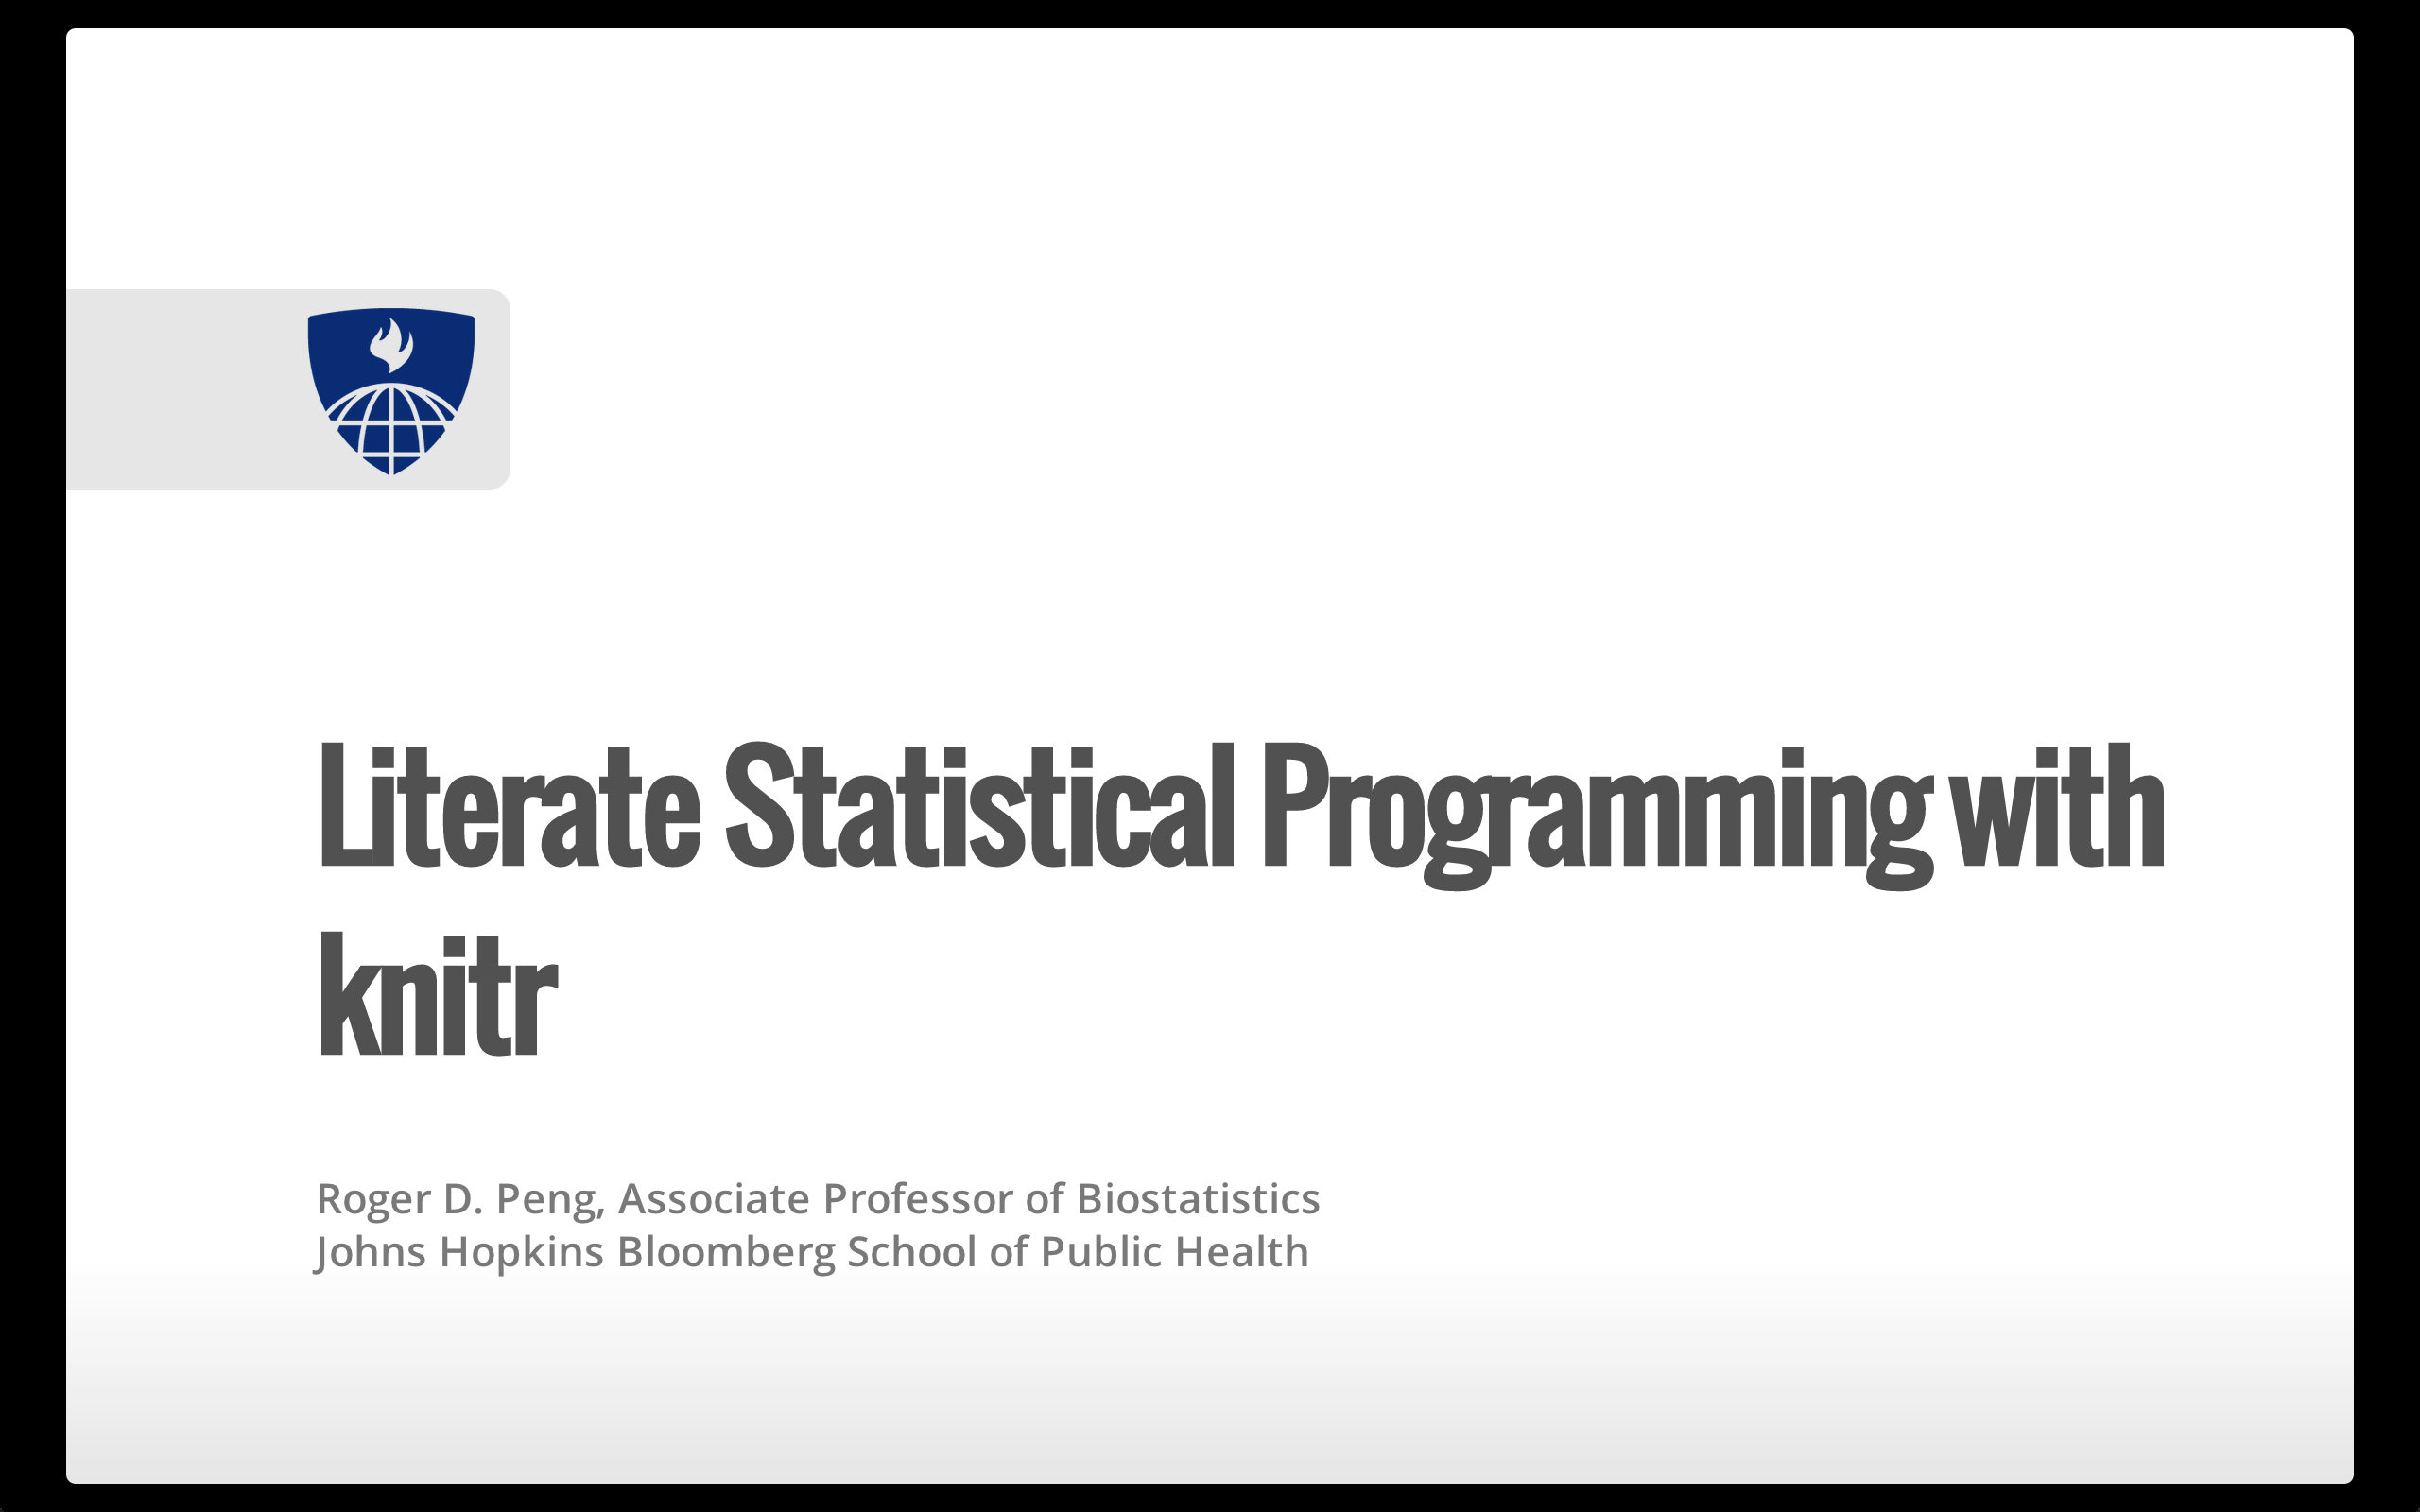 Literate Statistical Programming with
knitr
Roger D. Peng, Associate Professor of Biostatistics
Johns Hopkins Bloomberg School of Public Health